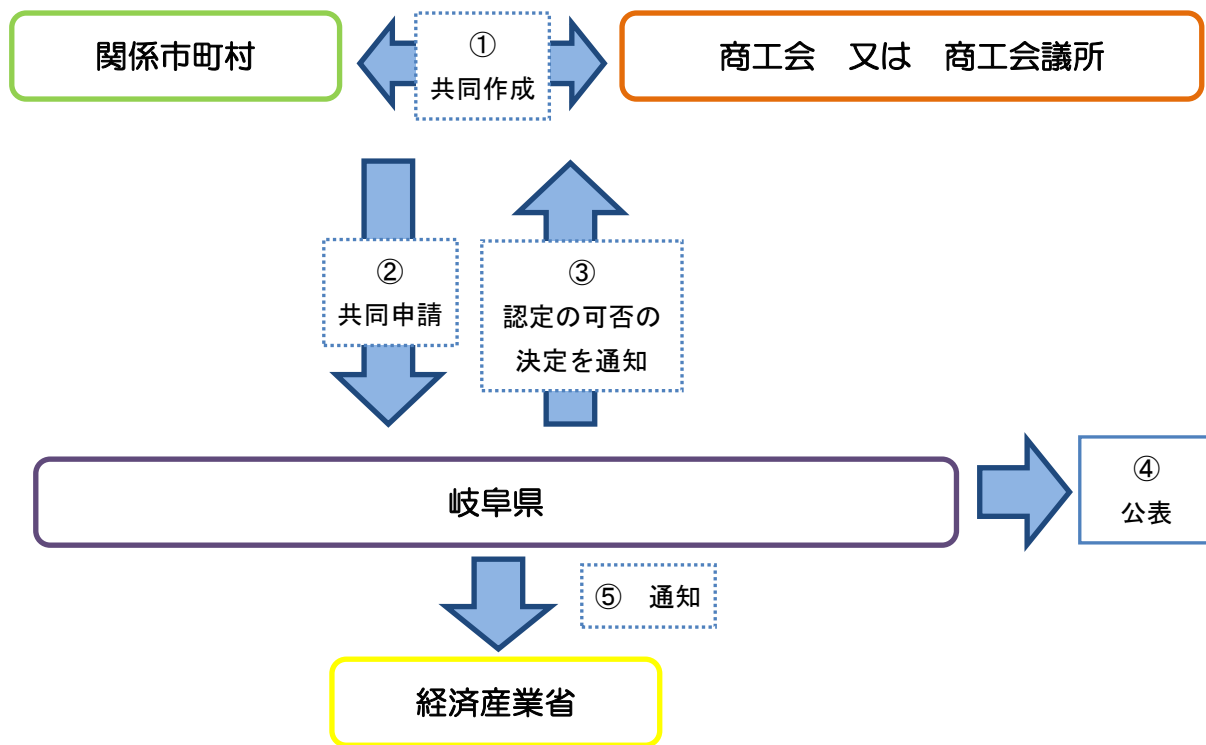 関係市町村
①
共同作成
商工会　又は　商工会議所
②
共同申請
③
認定の可否の
決定を通知
岐阜県
④
公表
⑤　通知
経済産業省